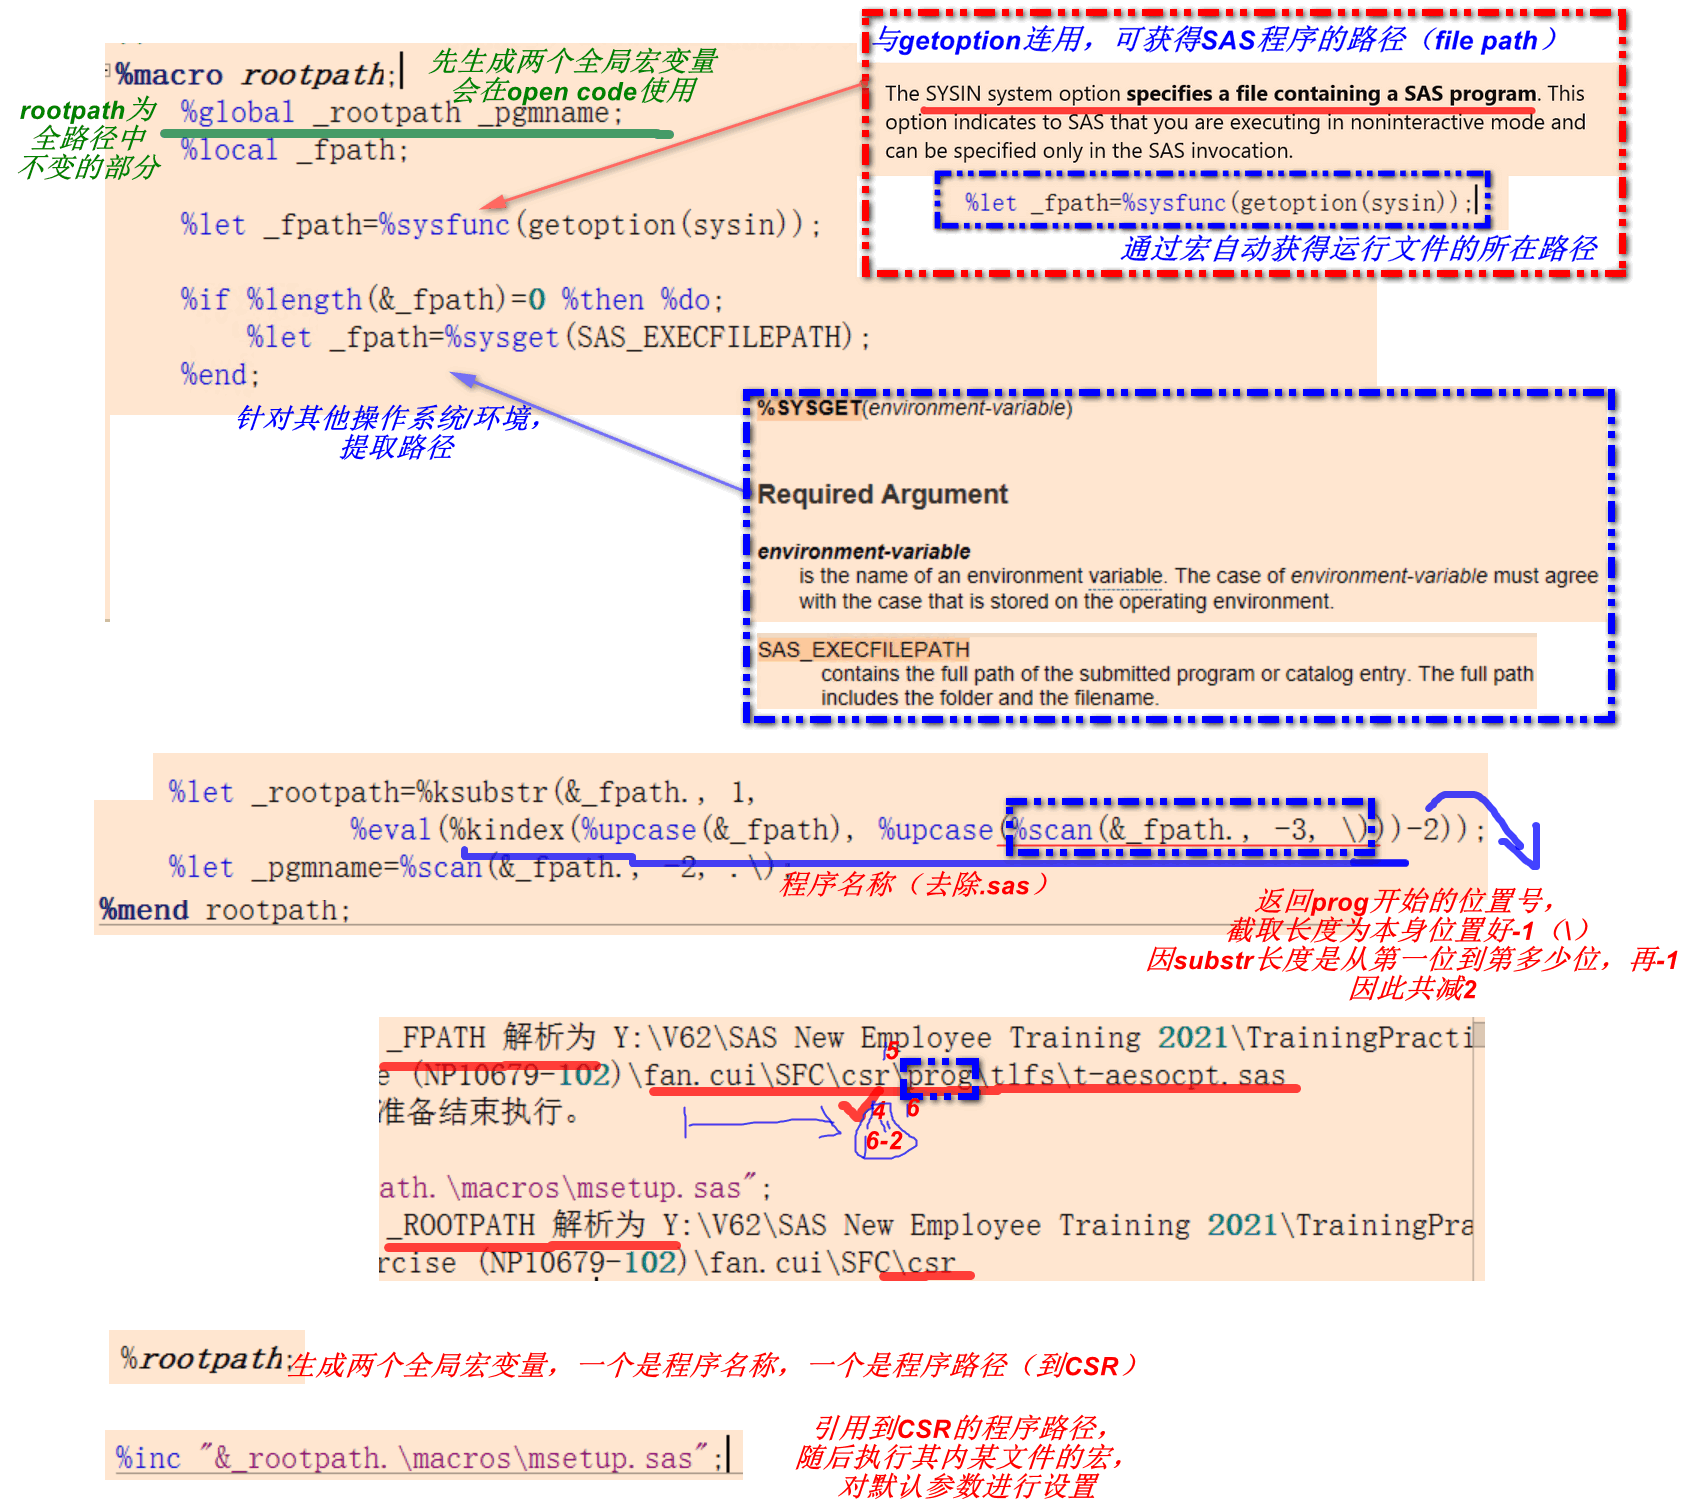 与getoption连用，可获得SAS程序的路径（file path）
%macro rootpath;
先生成两个全局宏变量
会在open code使用
rootpath为
全路径中
不变的部分
%global _rootpath _pgmname;
%local _fpath;
The SYSIN system option specifies a file containing a SAS program. This
option indicates to SAS that you are executing in noninteractive mode and
can be specified only in the SAS invocation.
%let _fpath=%sysfunc(getoption(sysin));
通过宏自动获得运行文件的所在路径
%let _fpath=%sysfunc(getoption(sysin));
%if %length(&_fpath)=0 %then %do;
%let _fpath=%sysget(SAS_EXECFILEPATH);
%end;
针对其他操作系统/环境，
提取路径
%SYSGET(environment-variable)
Required Argument
environment-variable
is the name of an environment variable. The case of environment-variable must agree
with the case that is stored on the operating environment.
SAS_EXECFILEPATH
contains the full path of the submitted program or catalog entry. The full path
includes the folder and the filename.
%let _rootpath=%ksubstr(&_fpath., 1,
%eval(%kindex(%upcase(&_fpath), %upcase(%scan(&_fpath., -3, \)))-2));
%let _pgmname=%scan(&_fpath., -2, .\);
程序名称（去除.sas）
%mend rootpath;
返回prog开始的位置号，
截取长度为本身位置好-1（\）
因substr长度是从第一位到第多少位，再-1
因此共减2
_FPATH 解析为 Y:\V62\SAS New Employee Training 2021\TrainingPracti
5
e (NP10679-102)\fan.cui\SFC\csr\prog\tlfs\t-aesocpt.sas
准备结束执行。
4 6
6-2
ath.\macros\msetup.sas";
_ROOTPATH 解析为 Y:\V62\SAS New Employee Training 2021\TrainingPra
rcise (NP10679-102)\fan.cui\SFC\csr
%rootpath;
生成两个全局宏变量，一个是程序名称，一个是程序路径（到CSR）
%inc "&_rootpath.\macros\msetup.sas";
引用到CSR的程序路径，
随后执行其内某文件的宏，
对默认参数进行设置